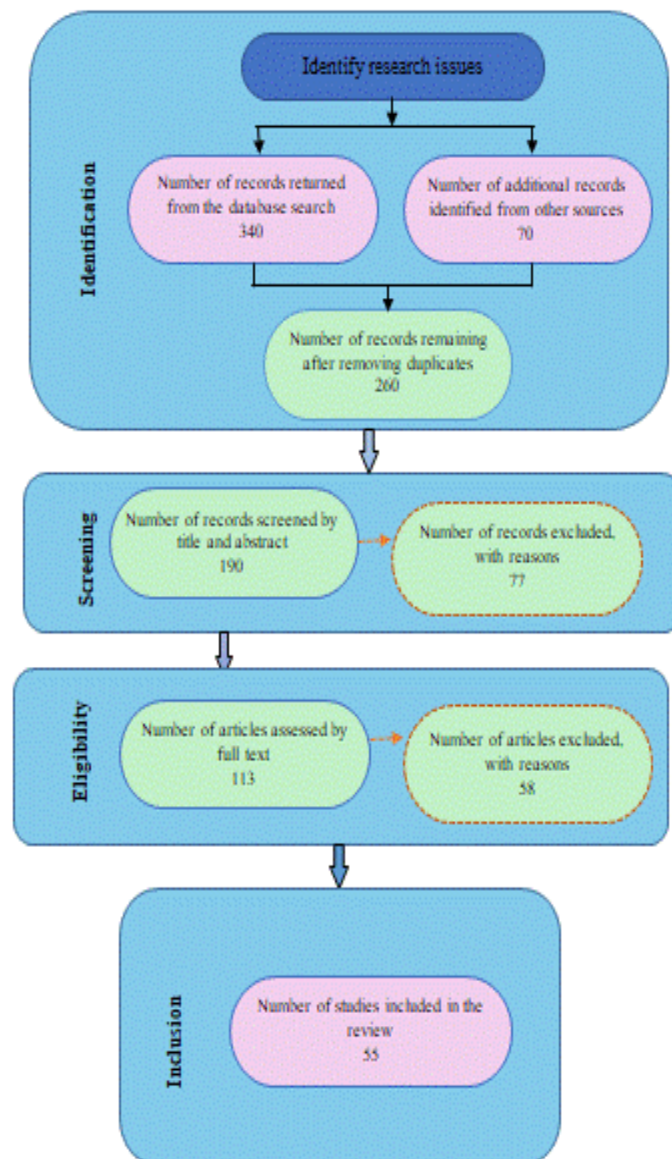 Identify research issues
Identification
Number of records returned
from the database search
340
Number of additional records
identified from other sources
70
Number of records remaining
after removing duplicates
260
Screening
Number of records screened by
title and abstract
190
Number of records excluded,
with reasons
77
Eligibility
Number of articles assessed by
full text
113
Number of articles excluded,
with reasons
58
Inclusion
Number of studies included in the
review
55